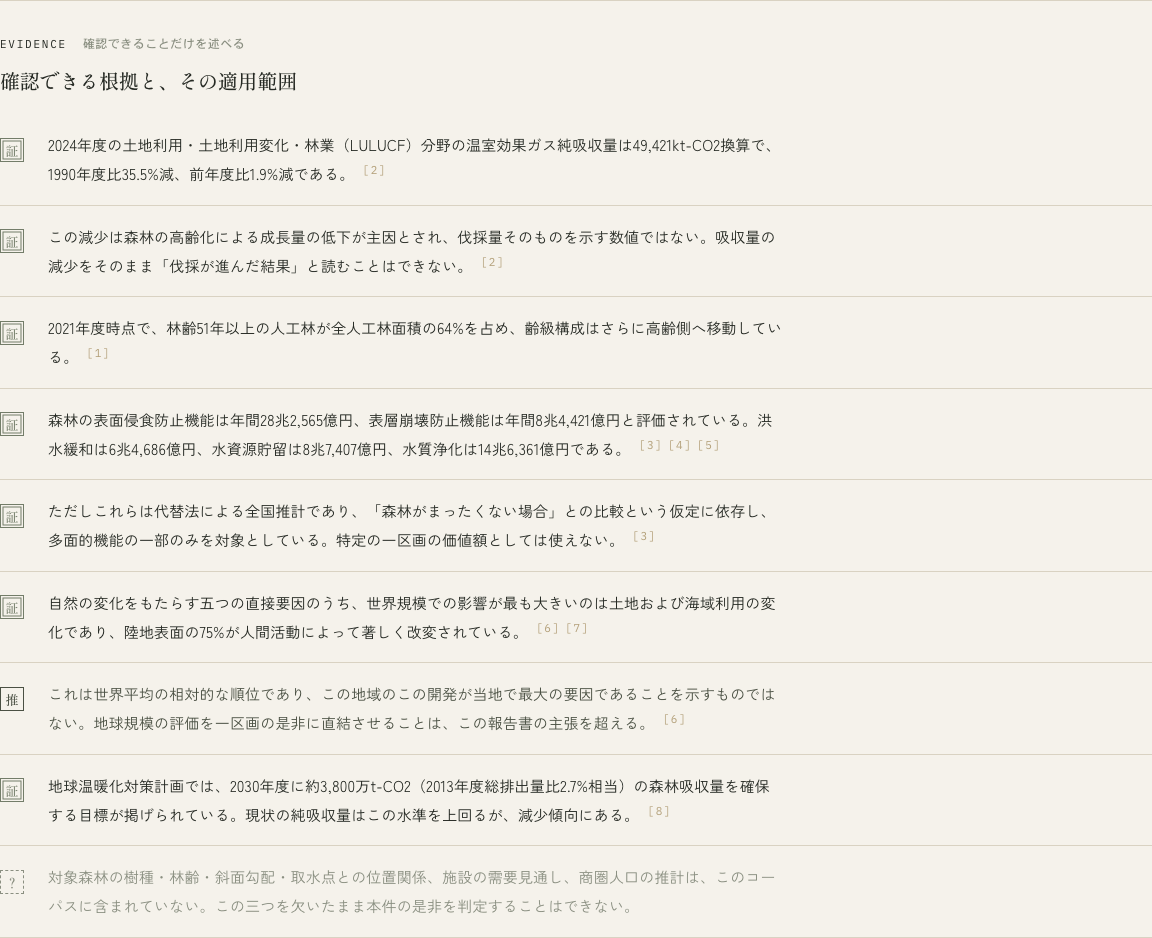 EVIDENCE 確認できることだけを述べる
確認できる根拠と、その適用範囲
証 2024年度の土地利用・土地利用変化・林業（LULUCF）分野の温室効果ガス純吸収量は49,421kt-CO2換算で、
1990年度比35.5%減、前年度比1.9%減である。 [2]
証 この減少は森林の高齢化による成長量の低下が主因とされ、伐採量そのものを示す数値ではない。吸収量の
減少をそのまま「伐採が進んだ結果」と読むことはできない。 [2]
証 2021年度時点で、林齢51年以上の人工林が全人工林面積の64%を占め、齢級構成はさらに高齢側へ移動してい
る。 [1]
証 森林の表面侵食防止機能は年間28兆2,565億円、表層崩壊防止機能は年間8兆4,421億円と評価されている。洪
水緩和は6兆4,686億円、水資源貯留は8兆7,407億円、水質浄化は14兆6,361億円である。 [3] [4] [5]
証 ただしこれらは代替法による全国推計であり、「森林がまったくない場合」との比較という仮定に依存し、
多面的機能の一部のみを対象としている。特定の一区画の価値額としては使えない。 [3]
証 自然の変化をもたらす五つの直接要因のうち、世界規模での影響が最も大きいのは土地および海域利用の変
化であり、陸地表面の75%が人間活動によって著しく改変されている。 [6] [7]
推 これは世界平均の相対的な順位であり、この地域のこの開発が当地で最大の要因であることを示すものでは
ない。地球規模の評価を一区画の是非に直結させることは、この報告書の主張を超える。 [6]
証 地球温暖化対策計画では、2030年度に約3,800万t-CO2（2013年度総排出量比2.7%相当）の森林吸収量を確保
する目標が掲げられている。現状の純吸収量はこの水準を上回るが、減少傾向にある。 [8]
? 対象森林の樹種・林齢・斜面勾配・取水点との位置関係、施設の需要見通し、商圏人口の推計は、このコー
パスに含まれていない。この三つを欠いたまま本件の是非を判定することはできない。